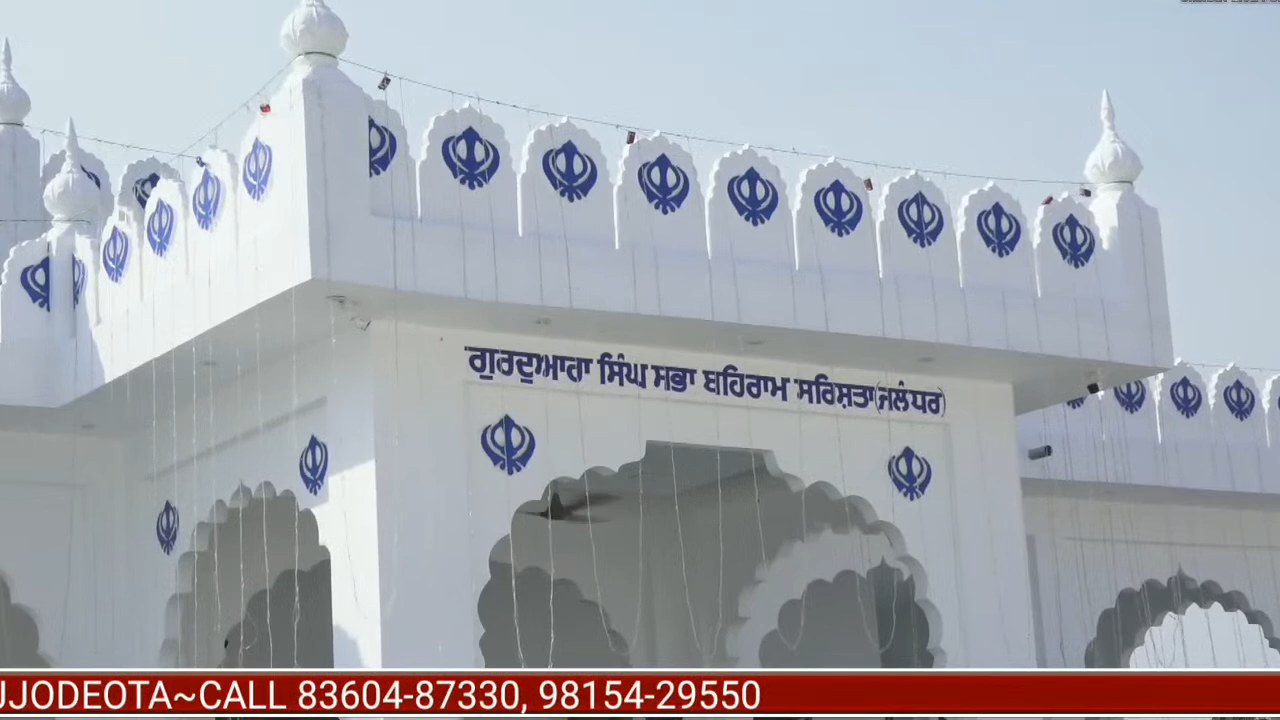 ਗੁਰਦੁਆਰਾ ਸਿੰਘ ਸਭਾ ਬਹਿਰਾਮ ਸਰਿਸ਼ਤਾ(ਜਲੰਧਰ)
JJODEOTA~CALL 83604-87330, 98154-29550